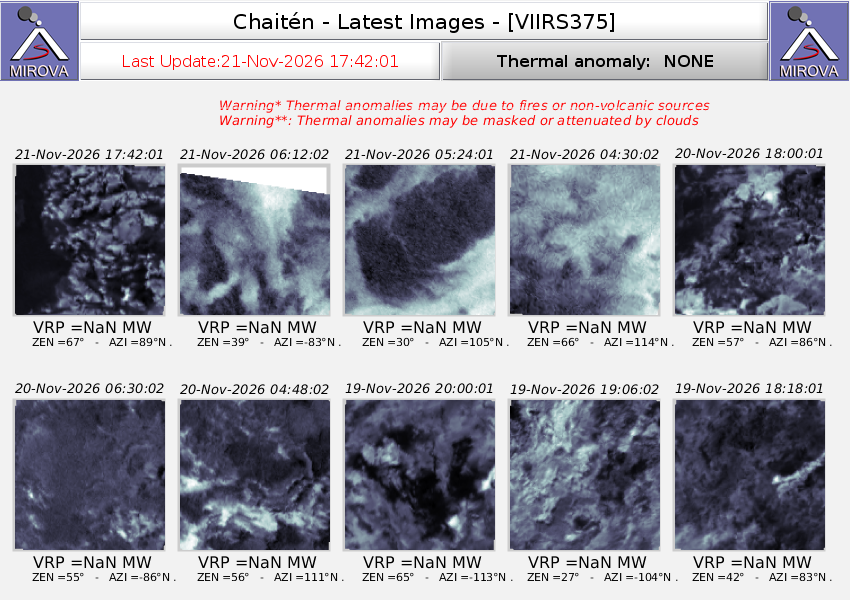 Chaitén - Latest Images - [VIIRS375]
MIROVA
Last Update:21-Nov-2026 17:42:01
Thermal anomaly: NONE
MIROVA
Warning* Thermal anomalies may be due to fires or non-volcanic sources
Warning**: Thermal anomalies may be masked or attenuated by clouds
21-Nov-2026 17:42:01 21-Nov-2026 06:12:02 21-Nov-2026 05:24:01 21-Nov-2026 04:30:02 20-Nov-2026 18:00:01
VRP =NaN MW VRP =NaN MW VRP =NaN MW VRP =NaN MW VRP =NaN MW
ZEN =67° - AZI =89°N . ZEN =39° - AZI =-83°N . ZEN =30° - AZI =105°N . ZEN =66° - AZI =114°N . ZEN =57° - AZI =86°N .
20-Nov-2026 06:30:02 20-Nov-2026 04:48:02 19-Nov-2026 20:00:01 19-Nov-2026 19:06:02 19-Nov-2026 18:18:01
VRP =NaN MW VRP =NaN MW VRP =NaN MW VRP =NaN MW VRP =NaN MW
ZEN =55° - AZI =-86°N . ZEN =56° - AZI =111°N . ZEN =65° - AZI =-113°N . ZEN =27° - AZI =-104°N . ZEN =42° - AZI =83°N .